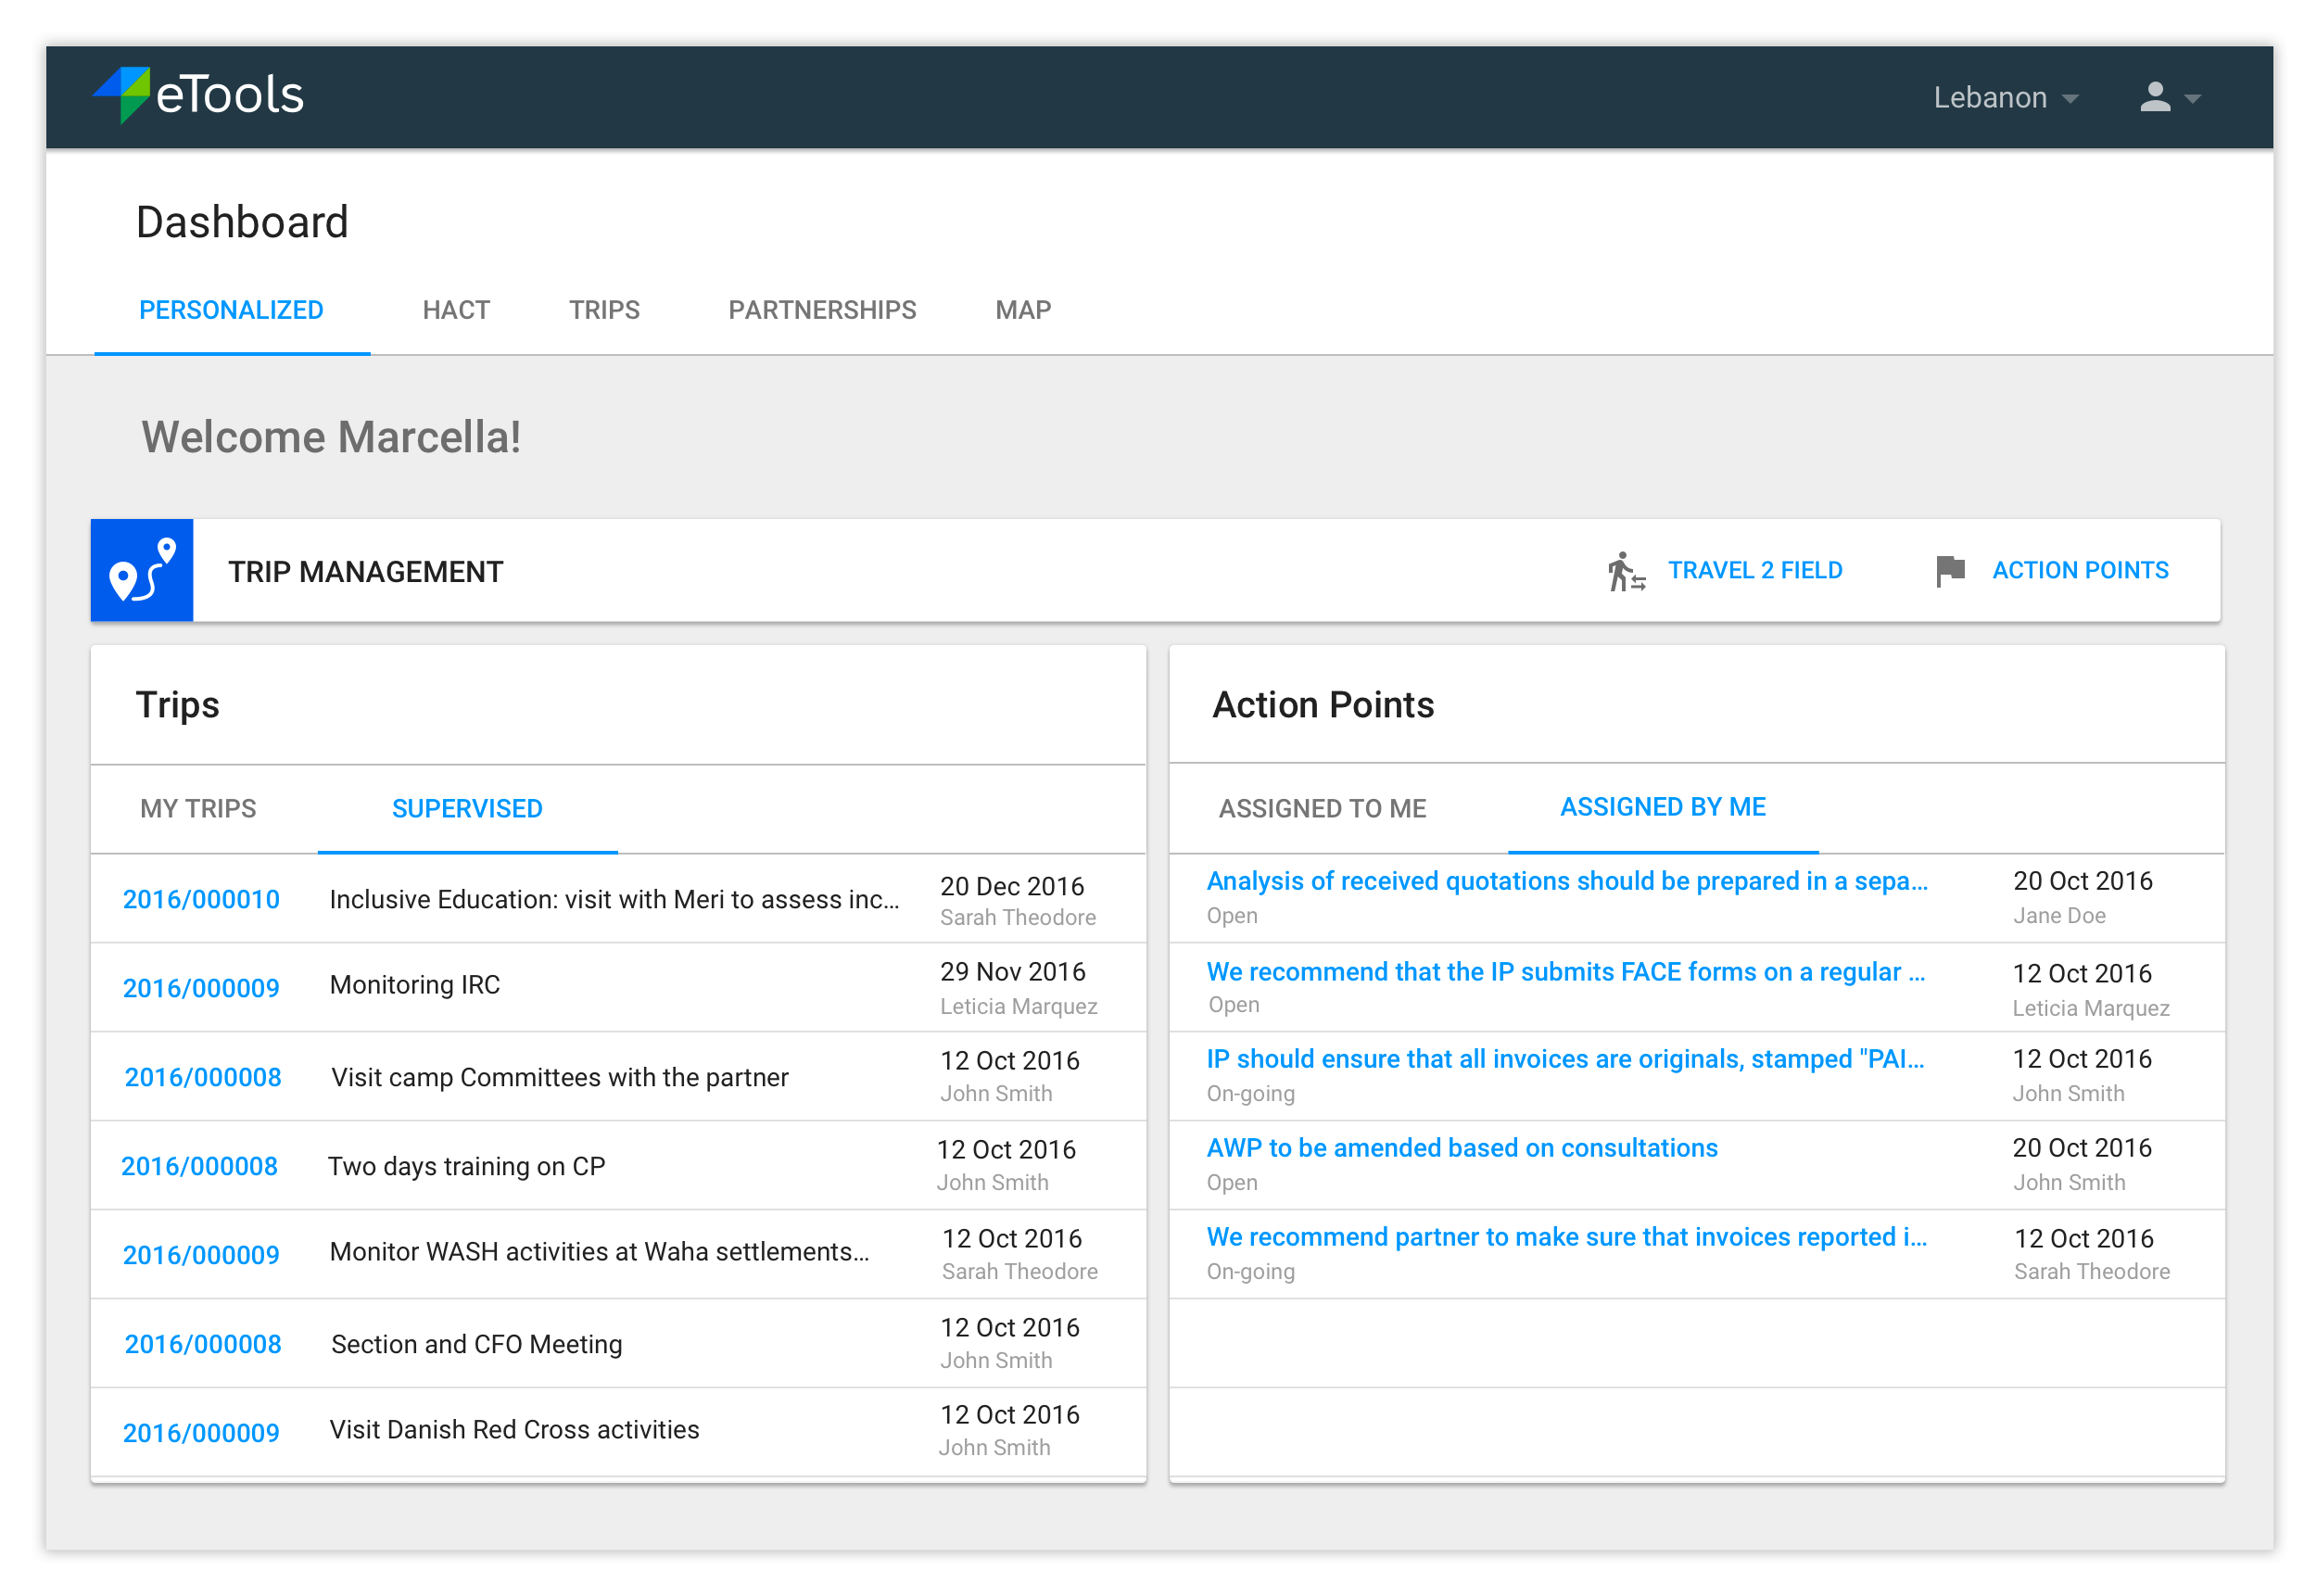 eTools
Lebanon
Dashboard
PERSONALIZED HACT TRIPS PARTNERSHIPS MAP
Welcome Marcella!
TRIP MANAGEMENT
TRAVEL 2 FIELD
ACTION POINTS
Trips
MY TRIPS SUPERVISED
2016/000010 Inclusive Education: visit with Meri to assess inc... 20 Dec 2016
Sarah Theodore
2016/000009 Monitoring IRC 29 Nov 2016
Leticia Marquez
2016/000008 Visit camp Committees with the partner 12 Oct 2016
John Smith
2016/000008 Two days training on CP 12 Oct 2016
John Smith
2016/000009 Monitor WASH activities at Waha settlements... 12 Oct 2016
Sarah Theodore
2016/000008 Section and CFO Meeting 12 Oct 2016
John Smith
2016/000009 Visit Danish Red Cross activities 12 Oct 2016
John Smith
Action Points
ASSIGNED TO ME ASSIGNED BY ME
Analysis of received quotations should be prepared in a sepa... 20 Oct 2016
Open Jane Doe
We recommend that the IP submits FACE forms on a regular ... 12 Oct 2016
Open Leticia Marquez
IP should ensure that all invoices are originals, stamped "PAI... 12 Oct 2016
On-going John Smith
AWP to be amended based on consultations 20 Oct 2016
Open John Smith
We recommend partner to make sure that invoices reported i... 12 Oct 2016
On-going Sarah Theodore